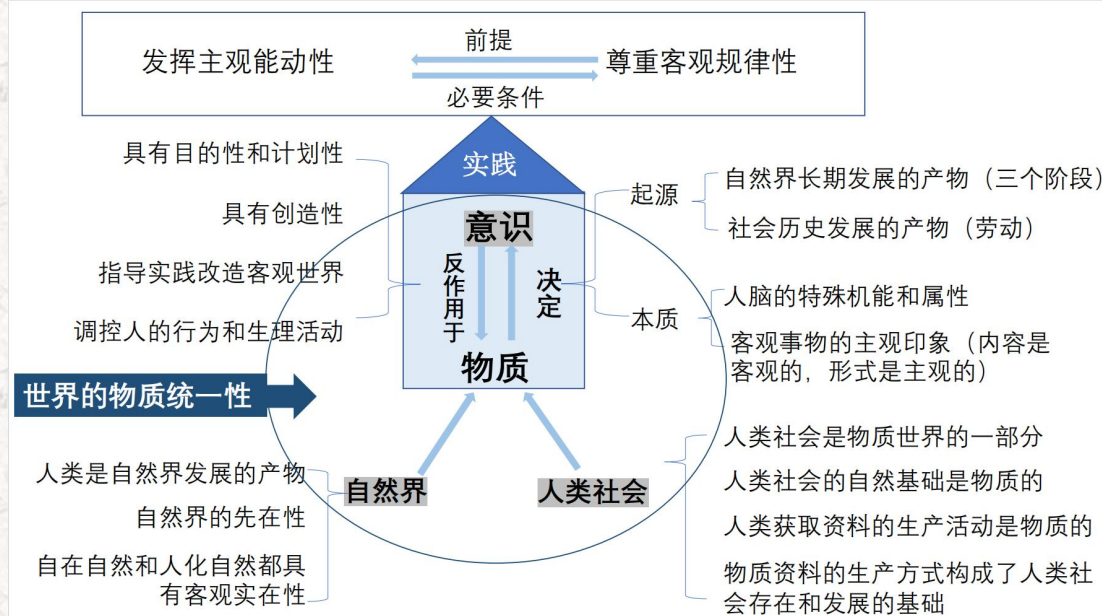 发挥主观能动性
前提
必要条件
尊重客观规律性
实践
具有目的性和计划性
具有创造性
指导实践改造客观世界
调控人的行为和生理活动
意识
反作用于
决定
物质
起源
自然界长期发展的产物（三个阶段）
社会历史发展的产物（劳动）
本质
人脑的特殊机能和属性
客观事物的主观印象（内容是
客观的，形式是主观的）
世界的物质统一性
人类是自然界发展的产物
自然界的先在性
自在自然和人化自然都具
有客观实在性
自然界
人类社会
人类社会是物质世界的一部分
人类社会的自然基础是物质的
人类获取资料的生产活动是物质的
物质资料的生产方式构成了人类社
会存在和发展的基础